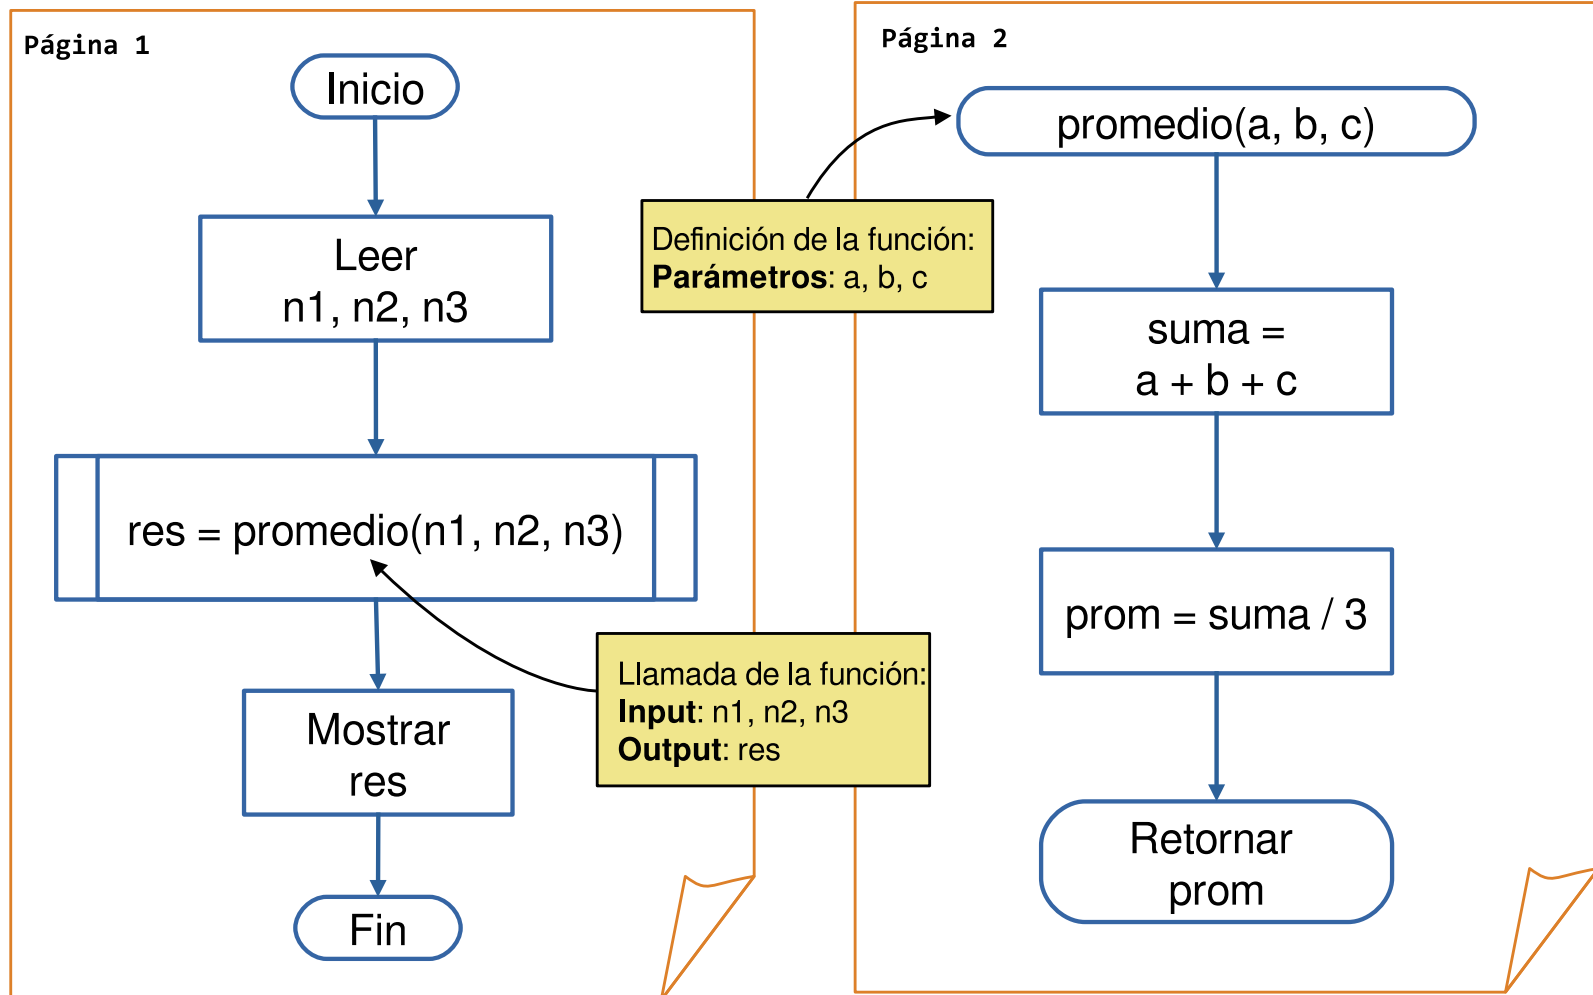 Página 1
Inicio
Leer
n1, n2, n3
res = promedio(n1, n2, n3)
Llamada de la función:
Input: n1, n2, n3
Output: res
Mostrar
res
Fin
Página 2
promedio(a, b, c)
Definición de la función:
Parámetros: a, b, c
suma =
a + b + c
prom = suma / 3
Retornar
prom